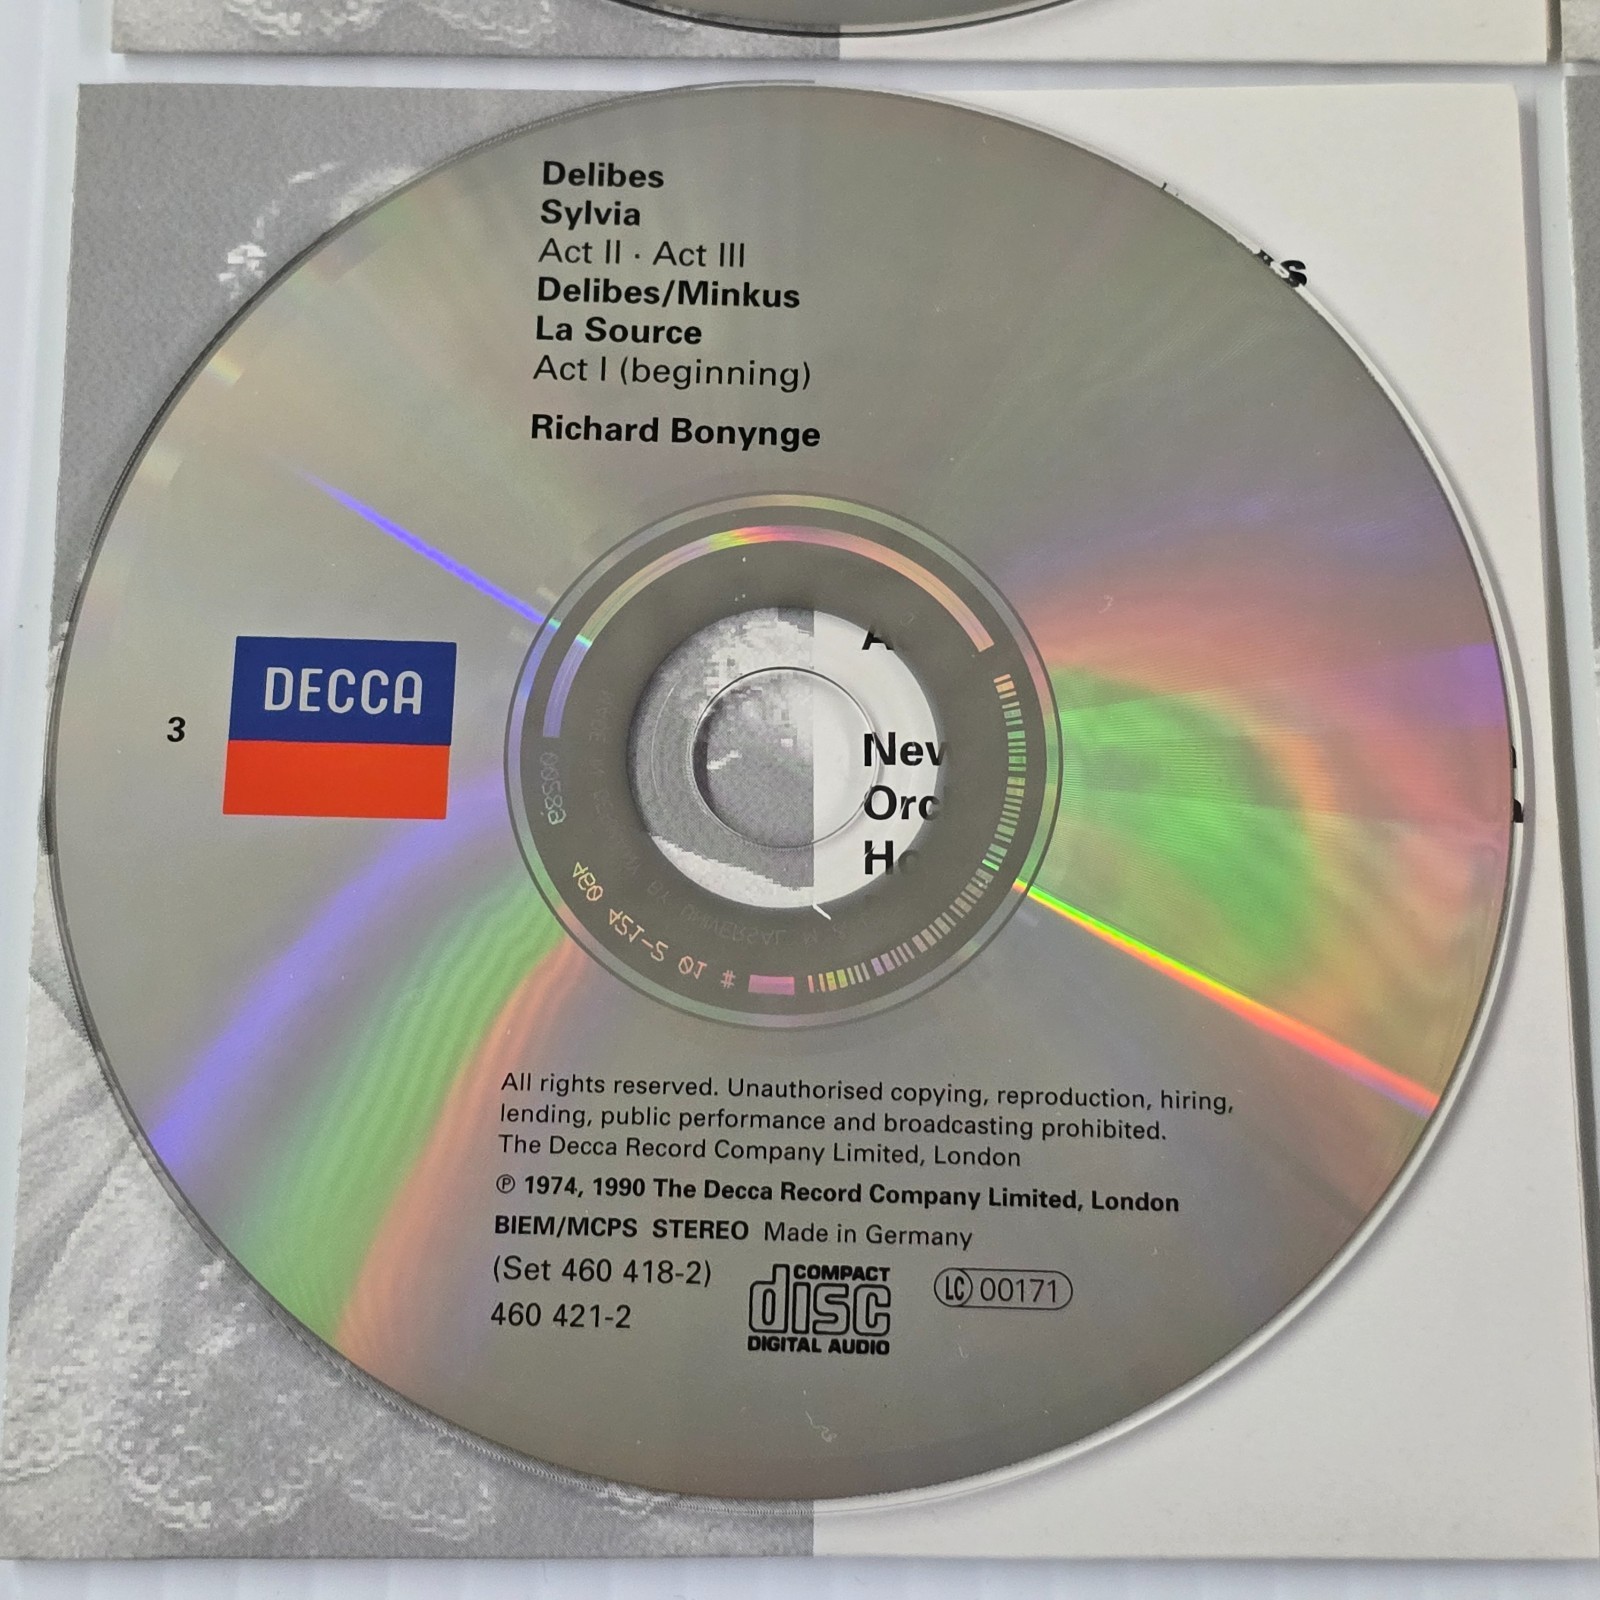 Delibes
Sylvia
Act II · Act III
Delibes/Minkus
La Source
Act I (beginning)
Richard Bonynge
3
DECCA
All rights reserved. Unauthorised copying, reproduction, hiring,
lending, public performance and broadcasting prohibited.
The Decca Record Company Limited, London
℗ 1974, 1990 The Decca Record Company Limited, London
BIEM/MCPS STEREO Made in Germany
(Set 460 418-2)
460 421-2
COMPACT
disc
DIGITAL AUDIO
LC 00171